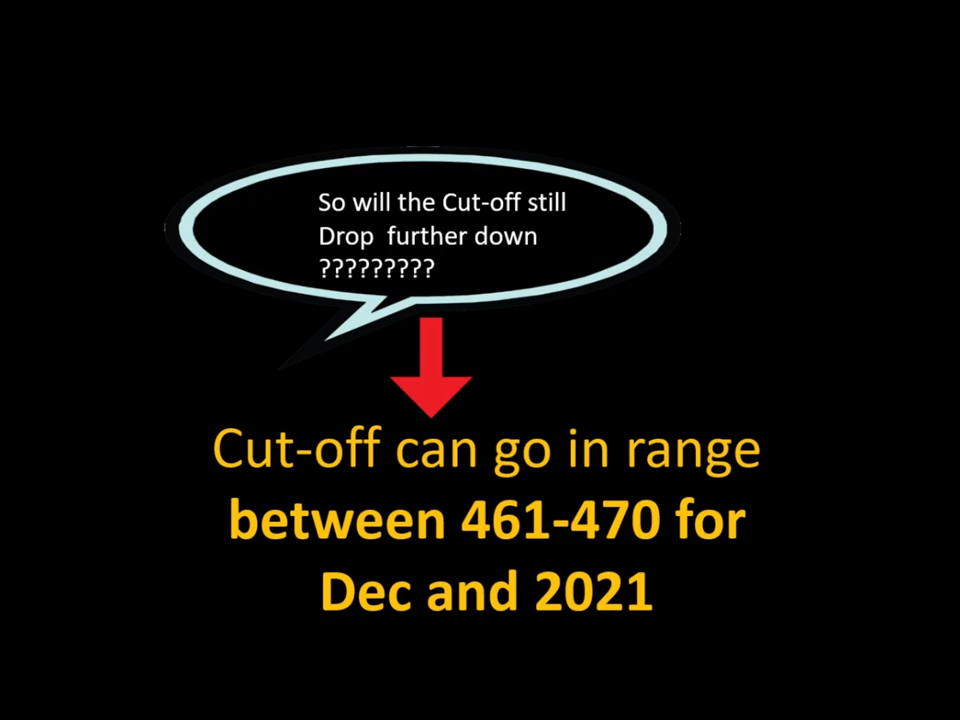 So will the Cut-off still
Drop further down
?????????
Cut-off can go in range
between 461-470 for
Dec and 2021